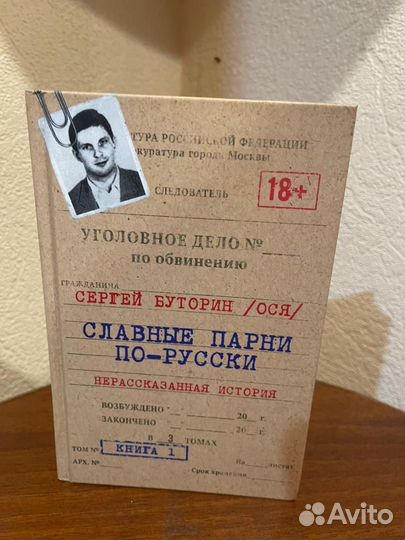 ТУРА РОССИЙСКОЙ ФЕДЕРАЦИИ
куратура города Москвы
СЛЕДОВАТЕЛЬ
18+
УГОЛОВНОЕ ДЕЛО №
по обвинению
ГРАЖДАНИНА
СЕРГЕЙ БУТОРИН /ОСЯ/
СЛАВНЫЕ ПАРНИ
ПО-РУССКИ
НЕРАССКАЗАННАЯ ИСТОРИЯ
ВОЗБУЖДЕНО 20 г.
ЗАКОНЧЕНО 20 г.
В 3 ТОМАХ
ТОМ № КНИГА 1 На листах
АРХ. № Срок хранения
Avito